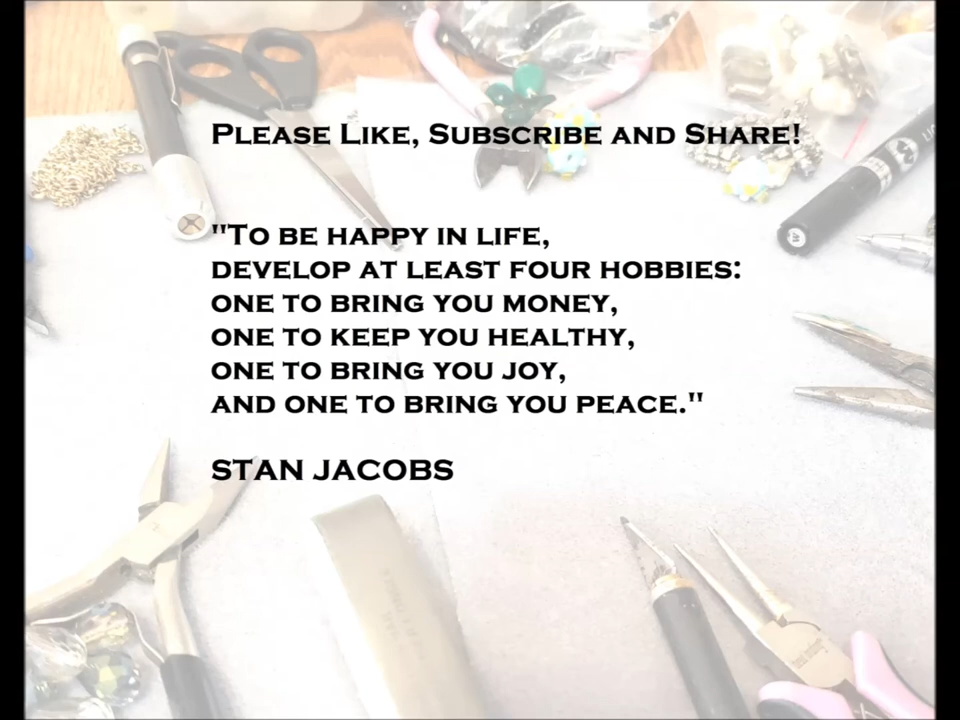 Please Like, Subscribe and Share!
"To be happy in life,
develop at least four hobbies:
one to bring you money,
one to keep you healthy,
one to bring you joy,
and one to bring you peace."
STAN JACOBS